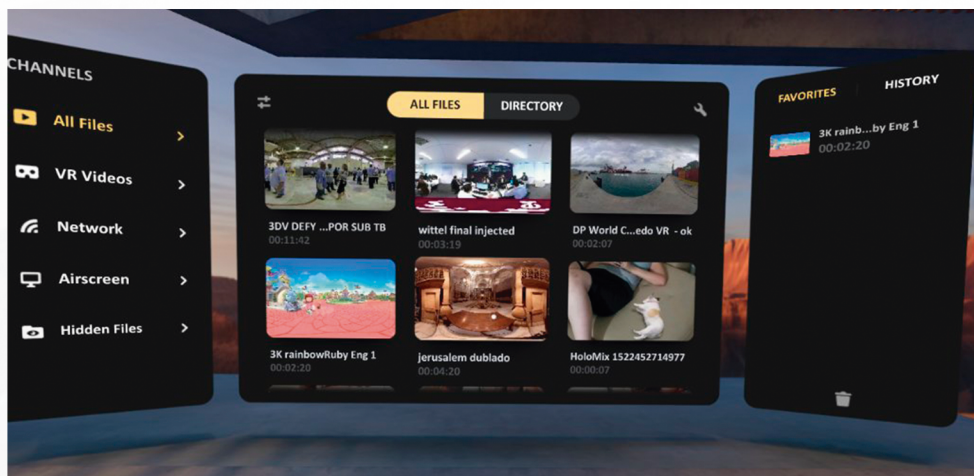 CHANNELS
All Files
VR Videos
Network
Airscreen
Hidden Files
ALL FILES
DIRECTORY
3DV DEFY ...POR SUB TB
00:11:42
wittel final injected
00:03:19
DP World C...edo VR - ok
00:02:07
3K rainbowRuby Eng 1
00:02:20
jerusalem dublado
00:04:20
HoloMix 1522452714977
00:00:07
FAVORITES
HISTORY
3K rainb...by Eng 1
00:02:20